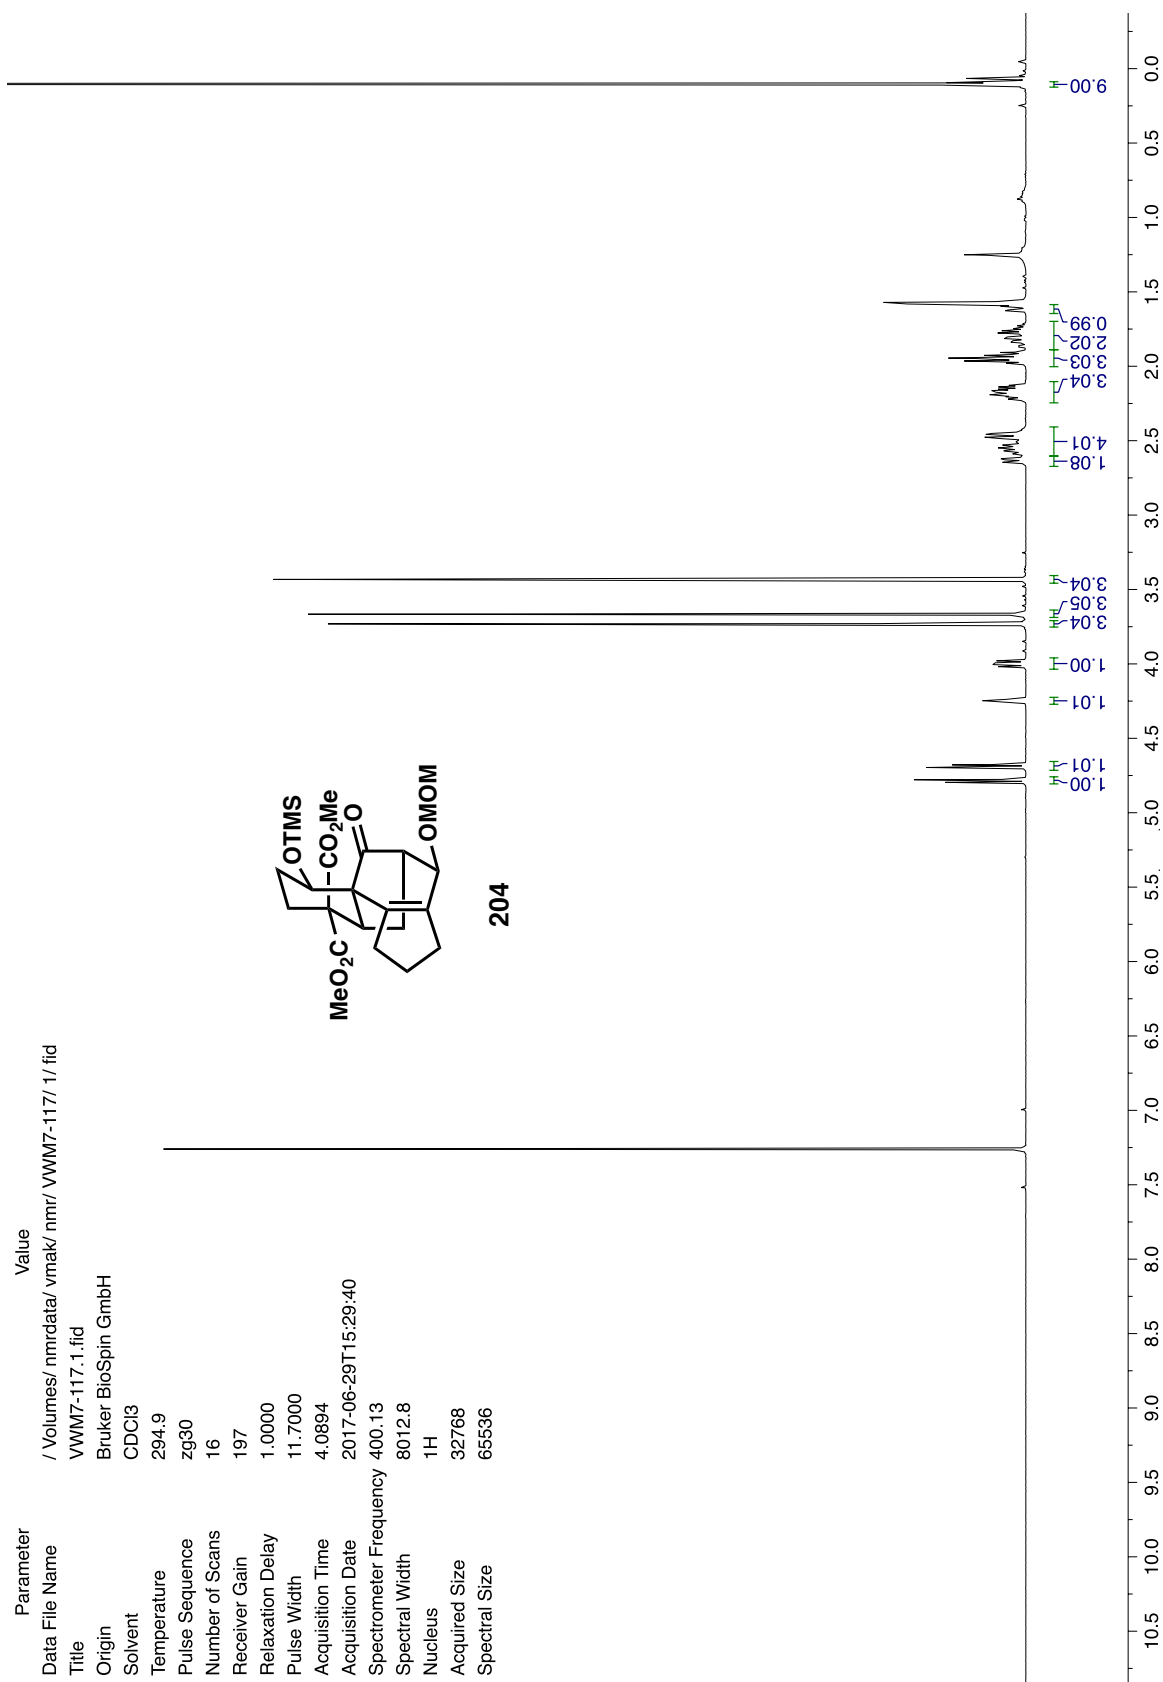 Parameter Value
Data File Name / Volumes/ nmrdata/ vmak/ nmr/ VWM7-117/ 1/ fid
Title VWM7-117.1.fid
Origin Bruker BioSpin GmbH
Solvent CDCl3
Temperature 294.9
Pulse Sequence zg30
Number of Scans 16
Receiver Gain 197
Relaxation Delay 1.0000
Pulse Width 11.7000
Acquisition Time 4.0894
Acquisition Date 2017-06-29T15:29:40
Spectrometer Frequency 400.13
Spectral Width 8012.8
Nucleus 1H
Acquired Size 32768
Spectral Size 65536
OTMS
MeO2C CO2Me
O
OMOM
204
1.00 1.01 1.01 1.00 3.04 3.05 3.04 1.08 4.01 3.04 3.03 2.02 0.99 9.00
10.5 10.0 9.5 9.0 8.5 8.0 7.5 7.0 6.5 6.0 5.5 5.0 4.5 4.0 3.5 3.0 2.5 2.0 1.5 1.0 0.5 0.0